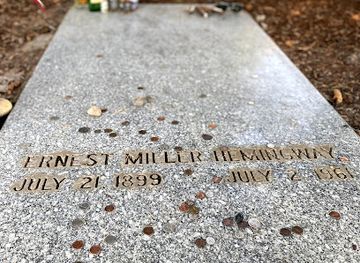 ERNEST MILLER HEMINGWAY
JULY 21 1899 JULY 2 1961